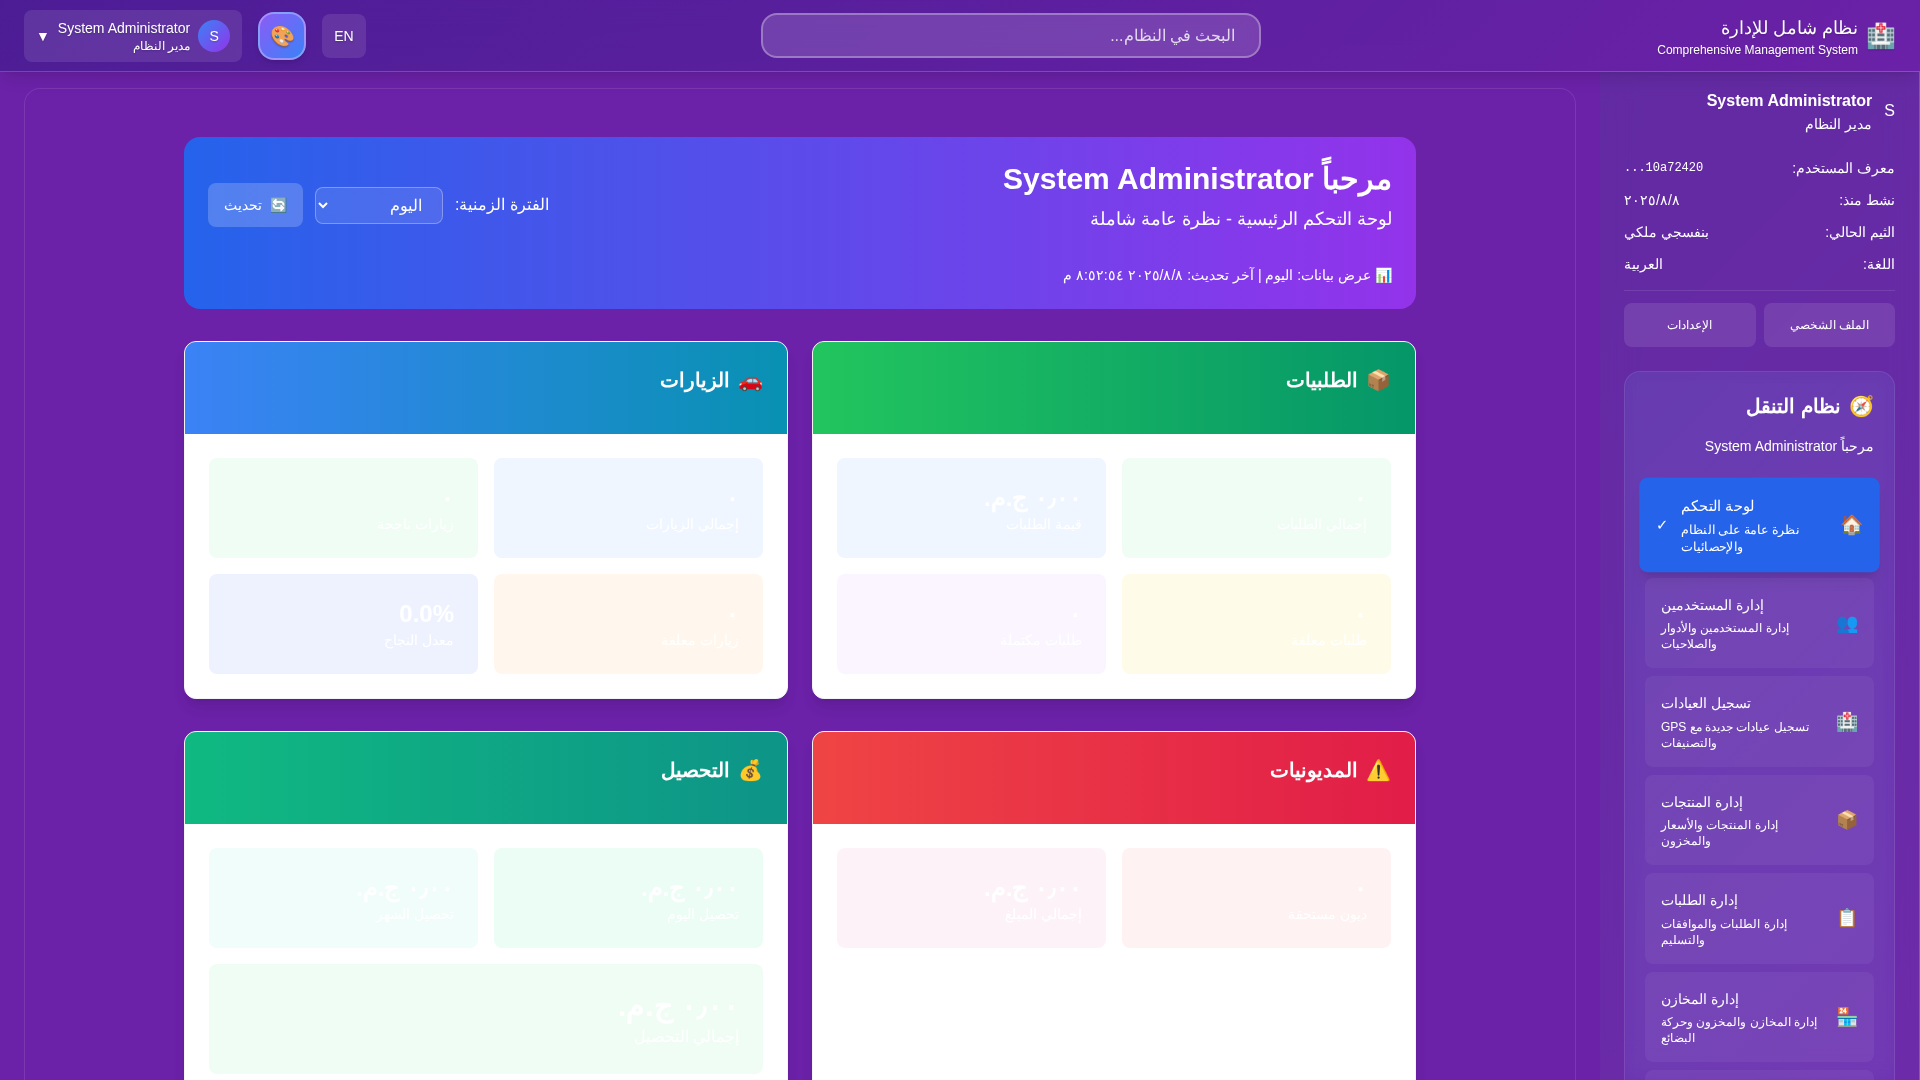 نظام شامل للإدارة
Comprehensive Management System
البحث في النظام...
EN
S
System Administrator
مدير النظام
▼
S
System Administrator
مدير النظام
معرف المستخدم:
10a72420...
نشط منذ:
٢٠٢٥/٨/٨
الثيم الحالي:
بنفسجي ملكي
اللغة:
العربية
الملف الشخصي
الإعدادات
نظام التنقل
مرحباً System Administrator
لوحة التحكم
نظرة عامة على النظام
والإحصائيات
✓
إدارة المستخدمين
إدارة المستخدمين والأدوار
والصلاحيات
تسجيل العيادات
تسجيل عيادات جديدة مع GPS
والتصنيفات
إدارة المنتجات
إدارة المنتجات والأسعار
والمخزون
إدارة الطلبات
إدارة الطلبات والموافقات
والتسليم
إدارة المخازن
إدارة المخازن والمخزون وحركة
البضائع
مرحباً System Administrator
لوحة التحكم الرئيسية - نظرة عامة شاملة
الفترة الزمنية:
اليوم
تحديث
عرض بيانات: اليوم | آخر تحديث: ٢٠٢٥/٨/٨ ٨:٥٢:٥٤ م
الطلبيات
٠
إجمالي الطلبات
٠٫٠٠ ج.م.
قيمة الطلبات
٠
طلبات معلقة
٠
طلبات مكتملة
الزيارات
٠
إجمالي الزيارات
٠
زيارات ناجحة
٠
زيارات معلقة
0.0%
معدل النجاح
المديونيات
٠
ديون مستحقة
٠٫٠٠ ج.م.
إجمالي المبلغ
التحصيل
٠٫٠٠ ج.م.
تحصيل اليوم
٠٫٠٠ ج.م.
تحصيل الشهر
٠٫٠٠ ج.م.
إجمالي التحصيل